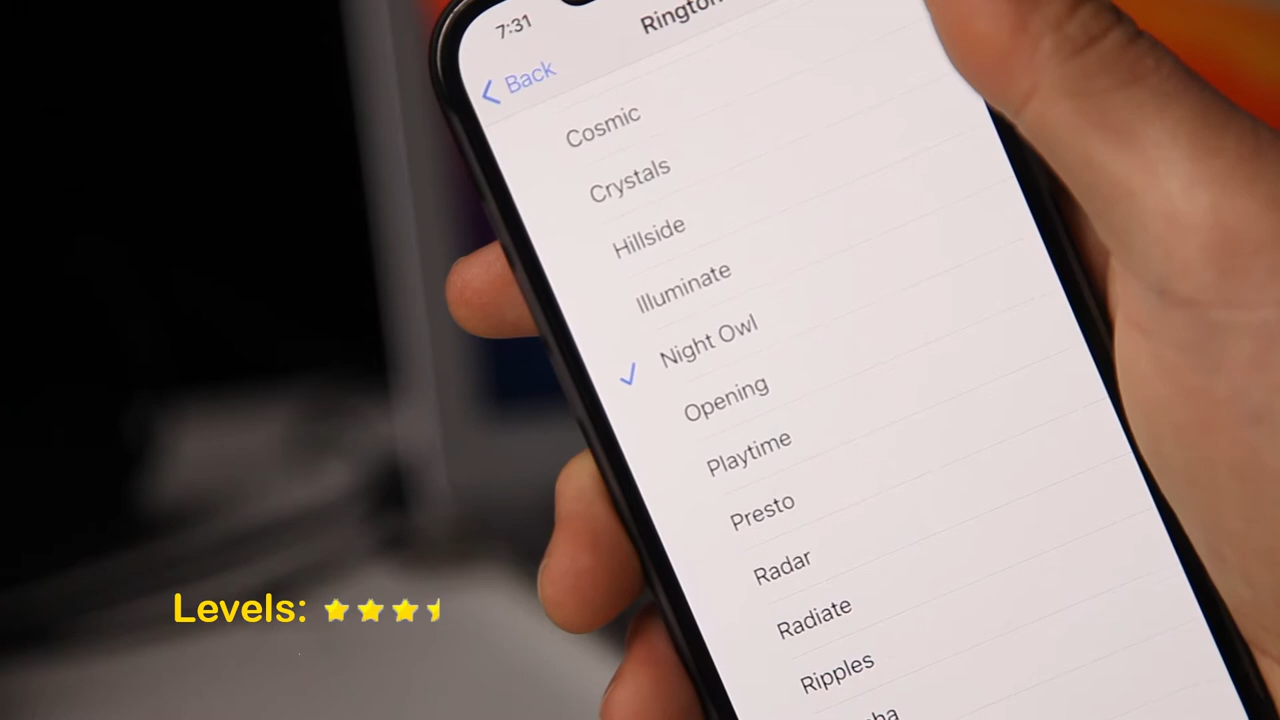 7:31
Back
Cosmic
Crystals
Hillside
Illuminate
Night Owl
Opening
Playtime
Presto
Radar
Radiate
Ripples
Levels: